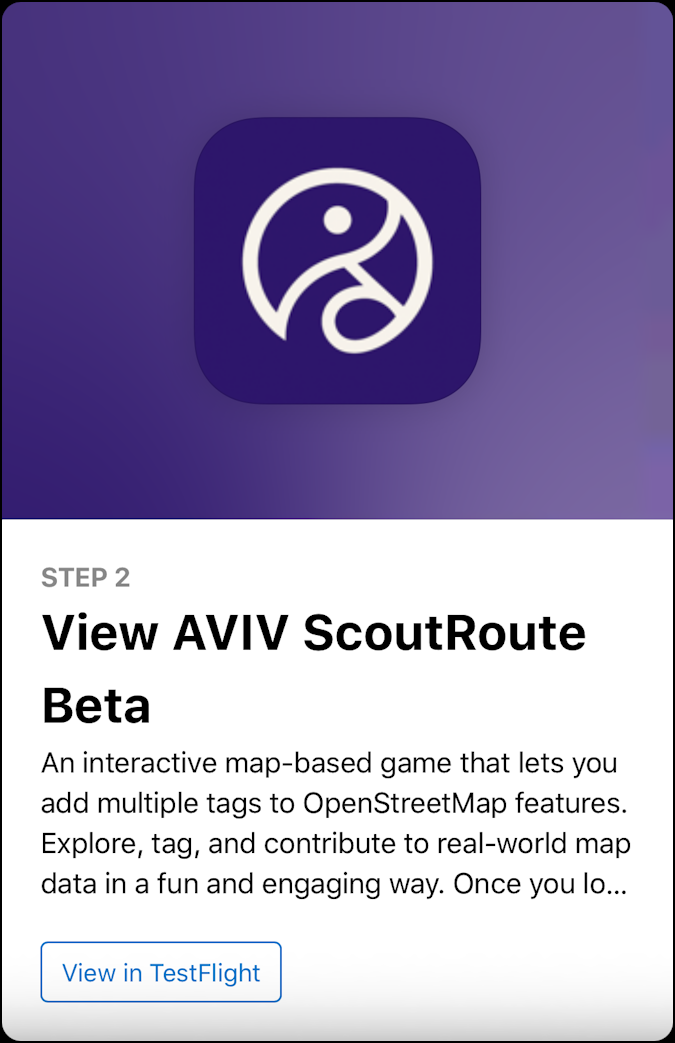 STEP 2
View AVIV ScoutRoute
Beta
An interactive map-based game that lets you
add multiple tags to OpenStreetMap features.
Explore, tag, and contribute to real-world map
data in a fun and engaging way. Once you lo...
View in TestFlight